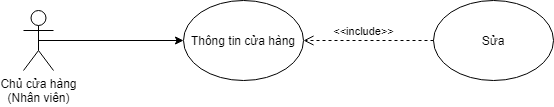 <<include>>
Thông tin cửa hàng
Sửa
Chủ cửa hàng
(Nhân viên)